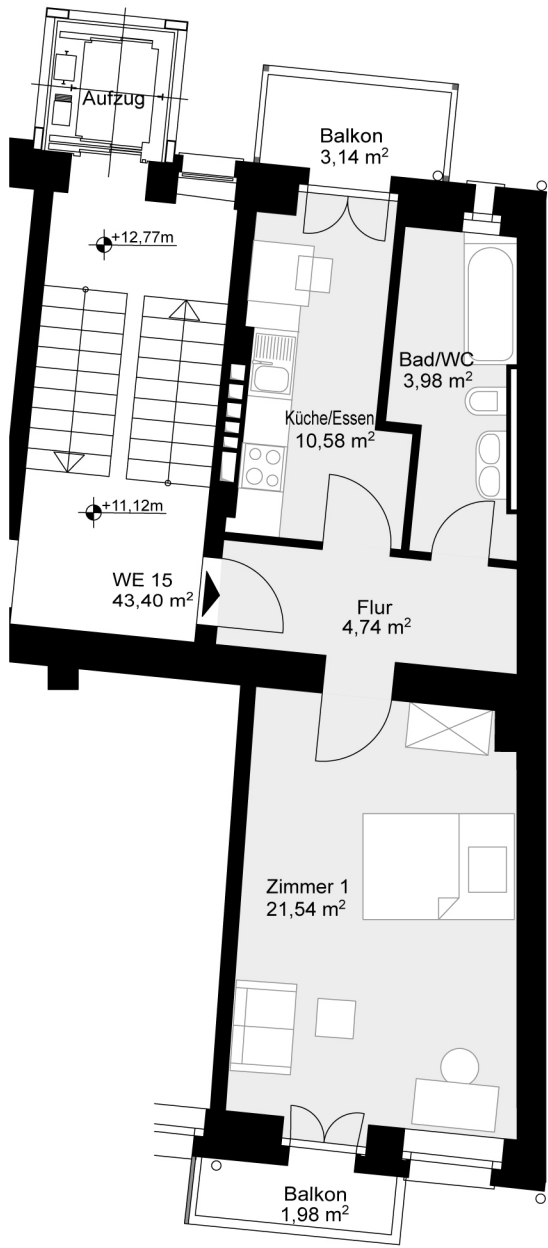 Aufzug
Balkon
3,14 m²
+12,77m
Bad/WC
3,98 m²
Küche/Essen
10,58 m²
+11,12m
WE 15
43,40 m²
Flur
4,74 m²
Zimmer 1
21,54 m²
Balkon
1,98 m²